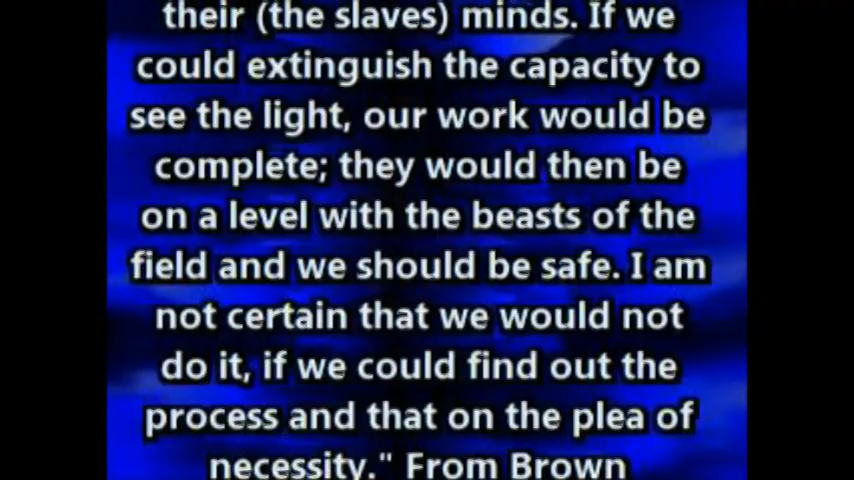 their (the slaves) minds. If we
could extinguish the capacity to
see the light, our work would be
complete; they would then be
on a level with the beasts of the
field and we should be safe. I am
not certain that we would not
do it, if we could find out the
process and that on the plea of
necessity." From Brown